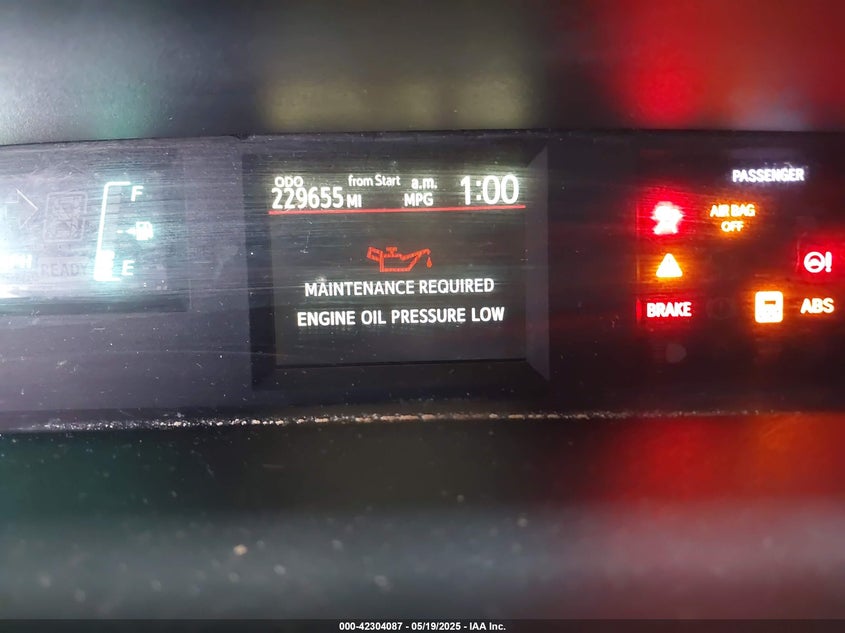 F
E
READY
ODO
229655 MI
from Start
a.m.
MPG
1:00
MAINTENANCE REQUIRED
ENGINE OIL PRESSURE LOW
PASSENGER
AIR BAG
OFF
!
BRAKE
ABS
000-42304087 - 05/19/2025 - IAA Inc.